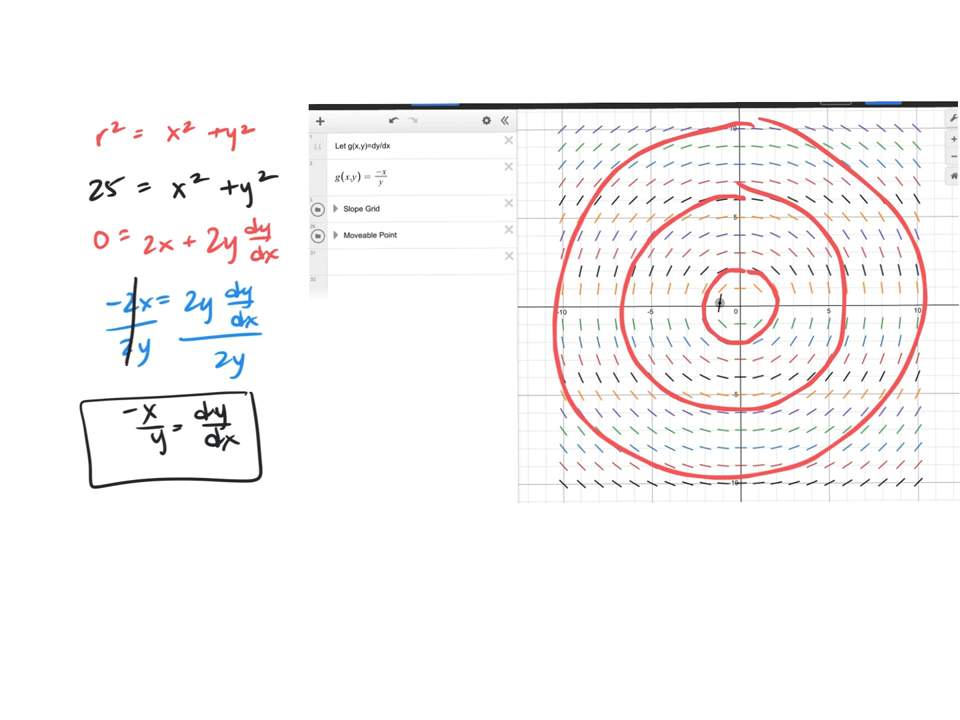 r² = x² + y²
25 = x² + y²
0 = 2x + 2y dy/dx
-2x/2y = 2y dy/dx / 2y
-x/y = dy/dx
Let g(x,y)=dy/dx
g(x,y) = -x/y
Slope Grid
Moveable Point
10
5
-10 -5 0 5 10
-5
-10